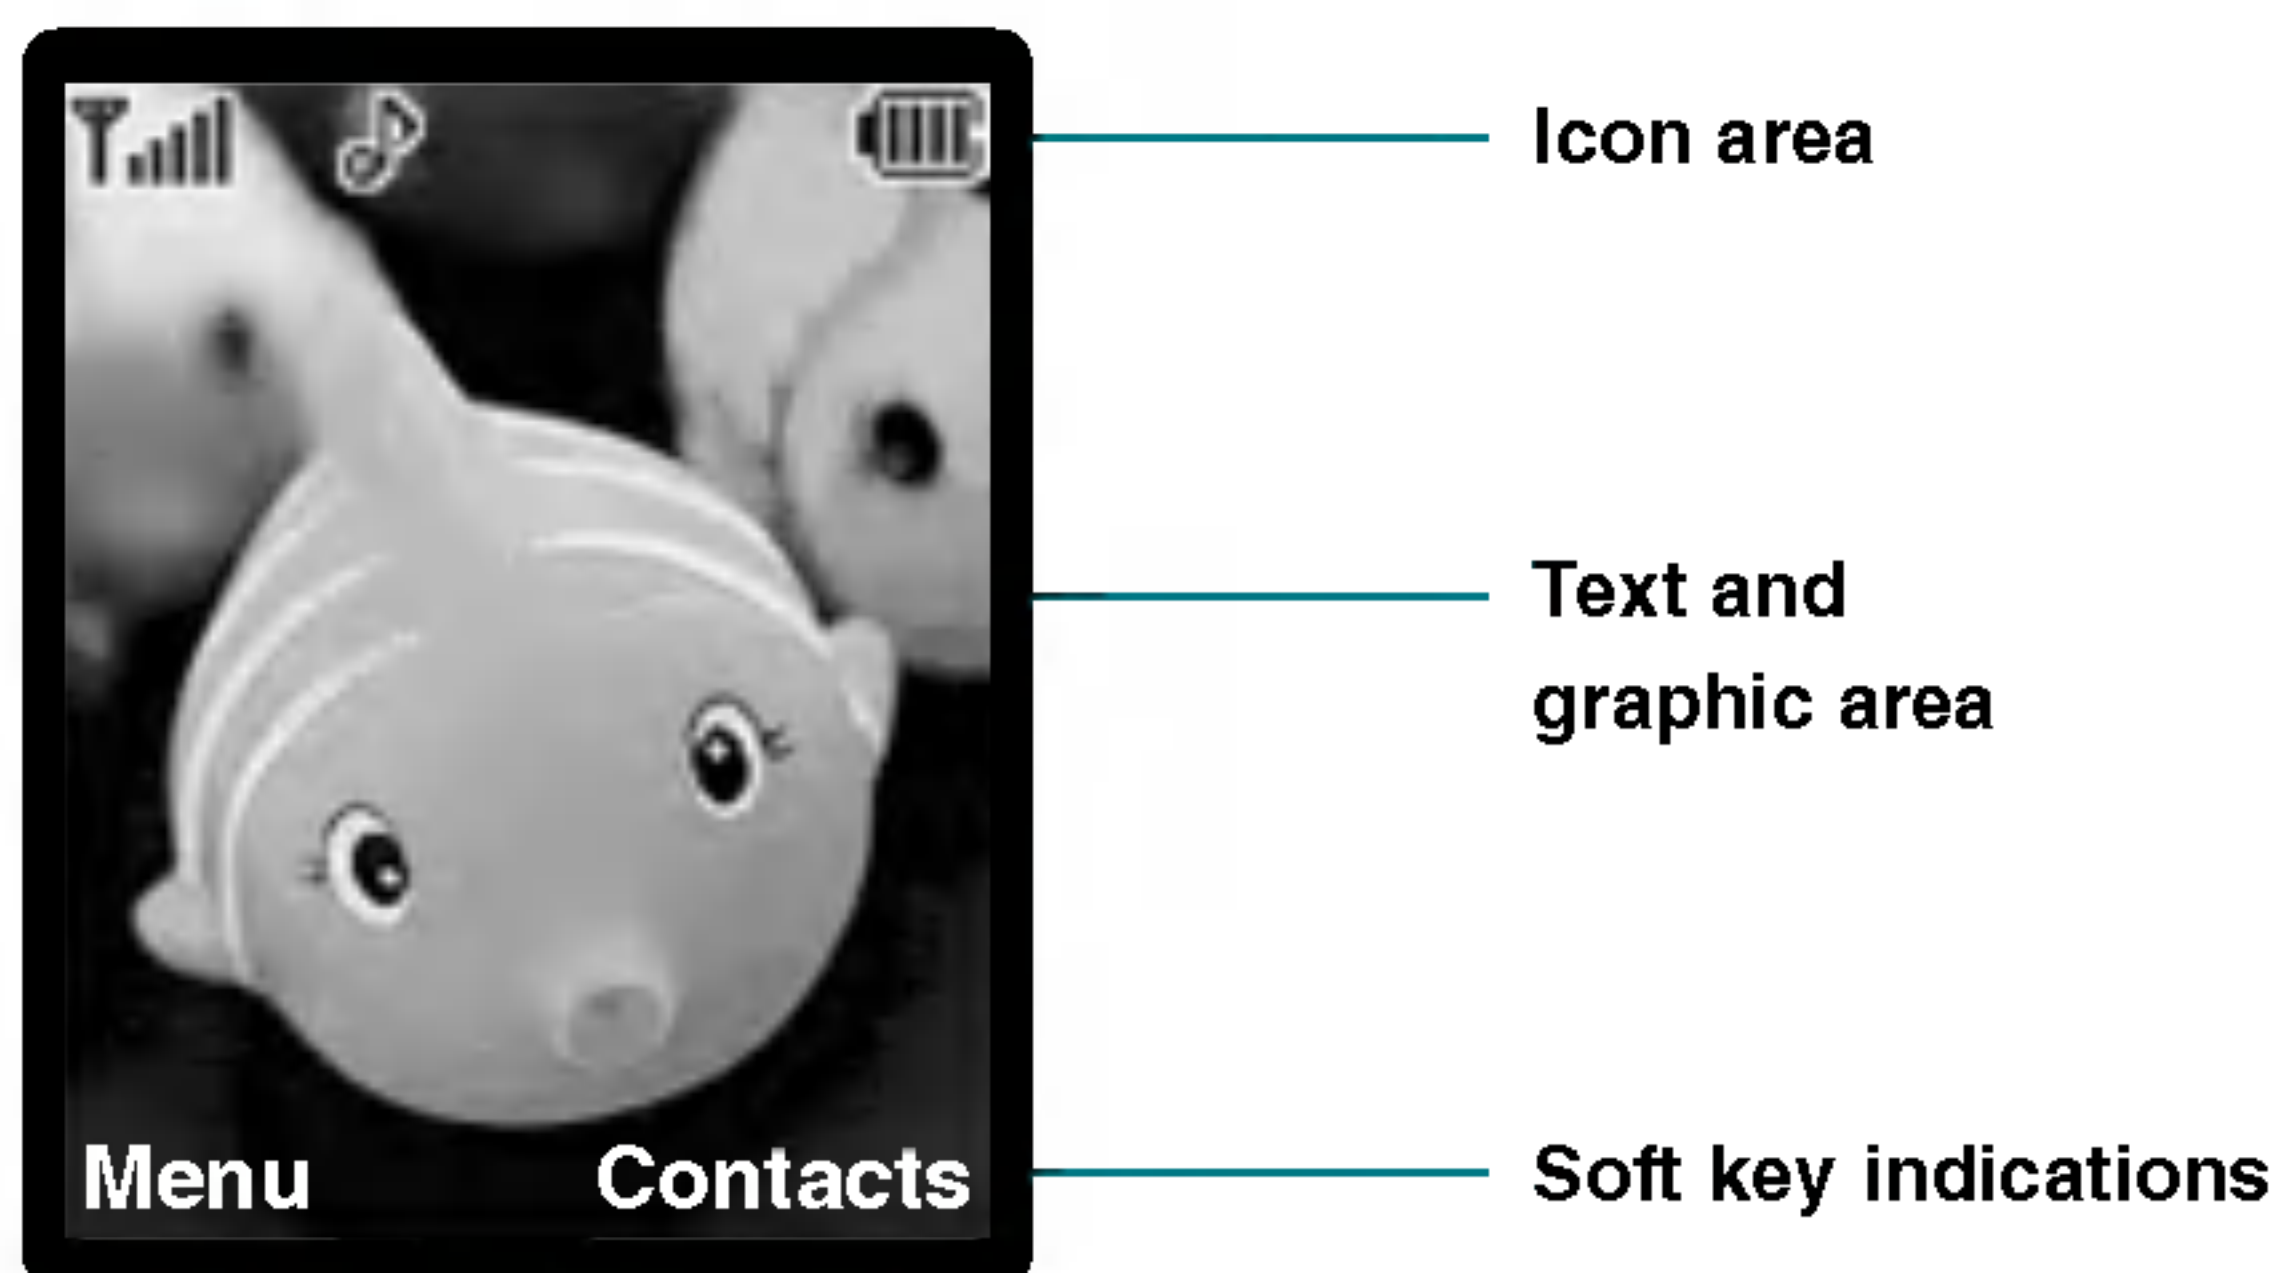 Icon area
Text and
graphic area
Menu Contacts
Soft key indications